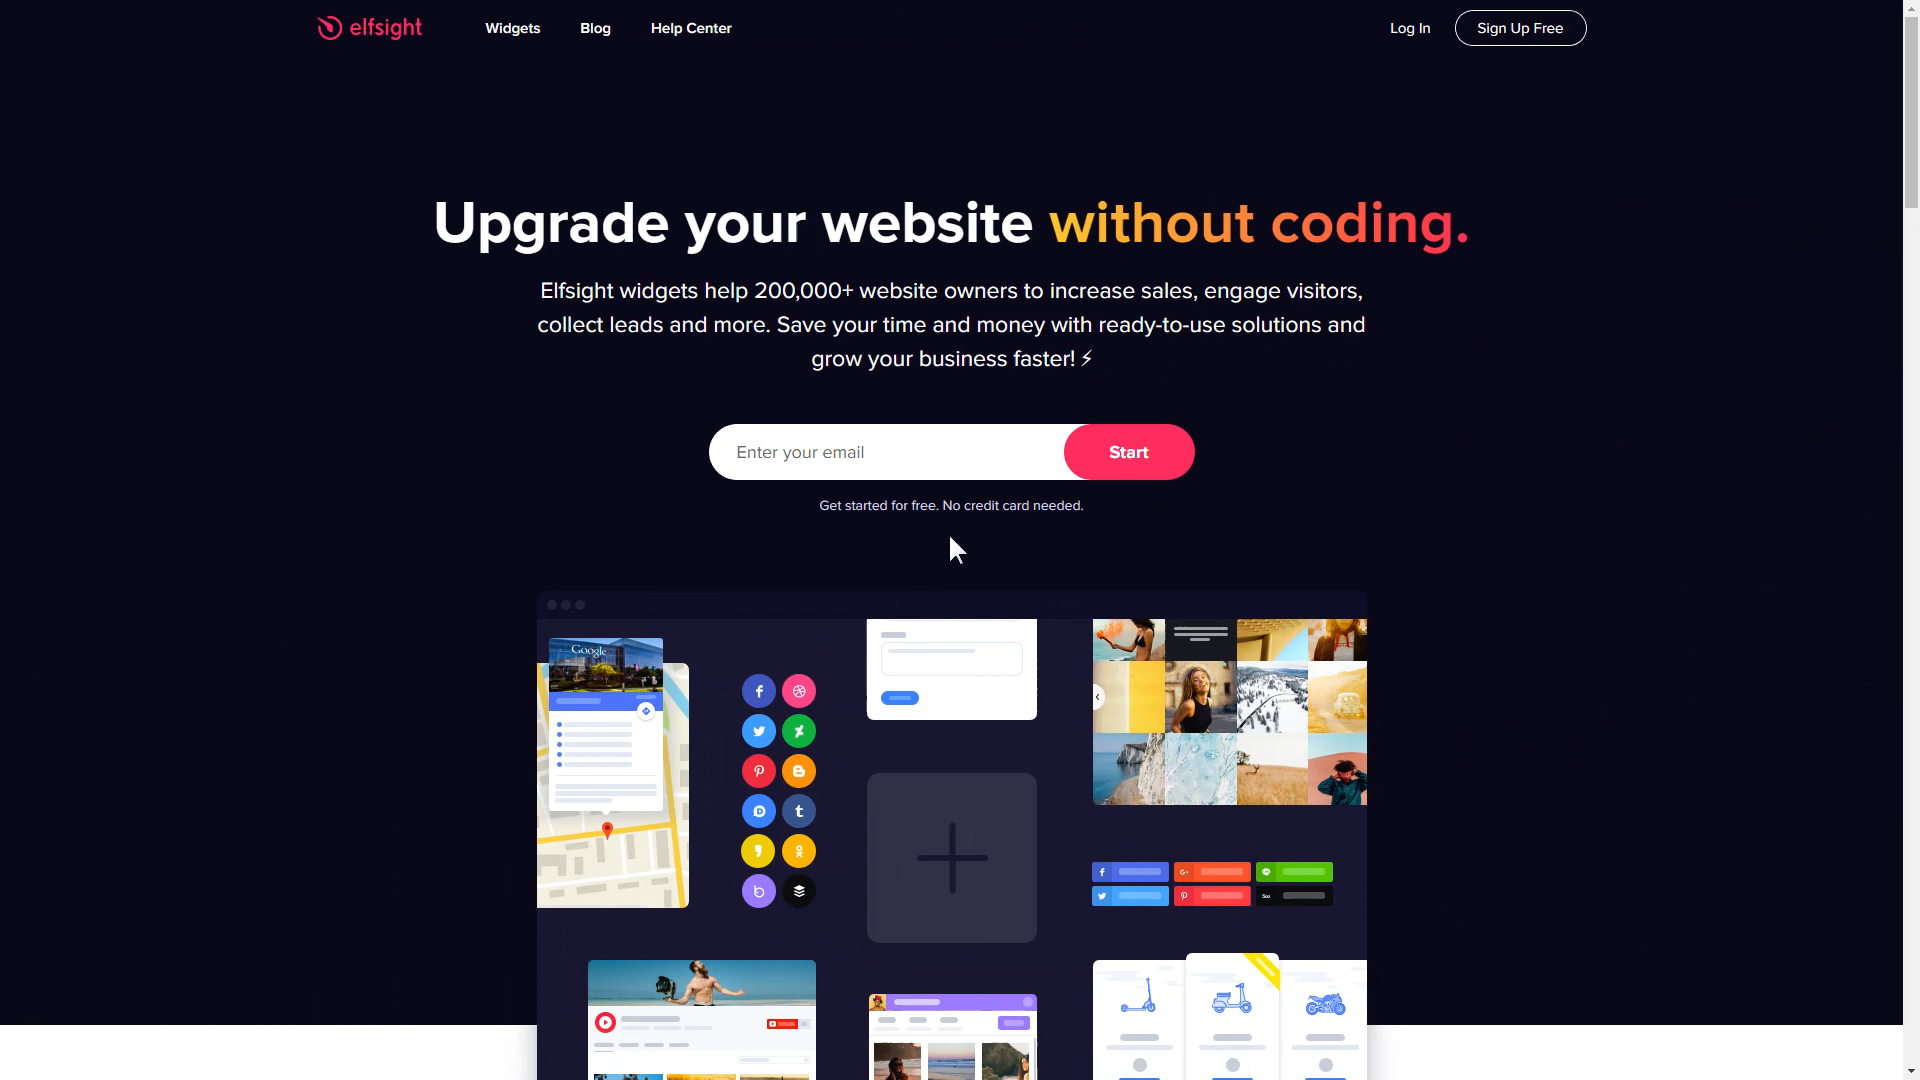 elfsight
Widgets
Blog
Help Center
Log In
Sign Up Free
Upgrade your website without coding.
Elfsight widgets help 200,000+ website owners to increase sales, engage visitors,
collect leads and more. Save your time and money with ready-to-use solutions and
grow your business faster! ⚡
Enter your email
Start
Get started for free. No credit card needed.
Google